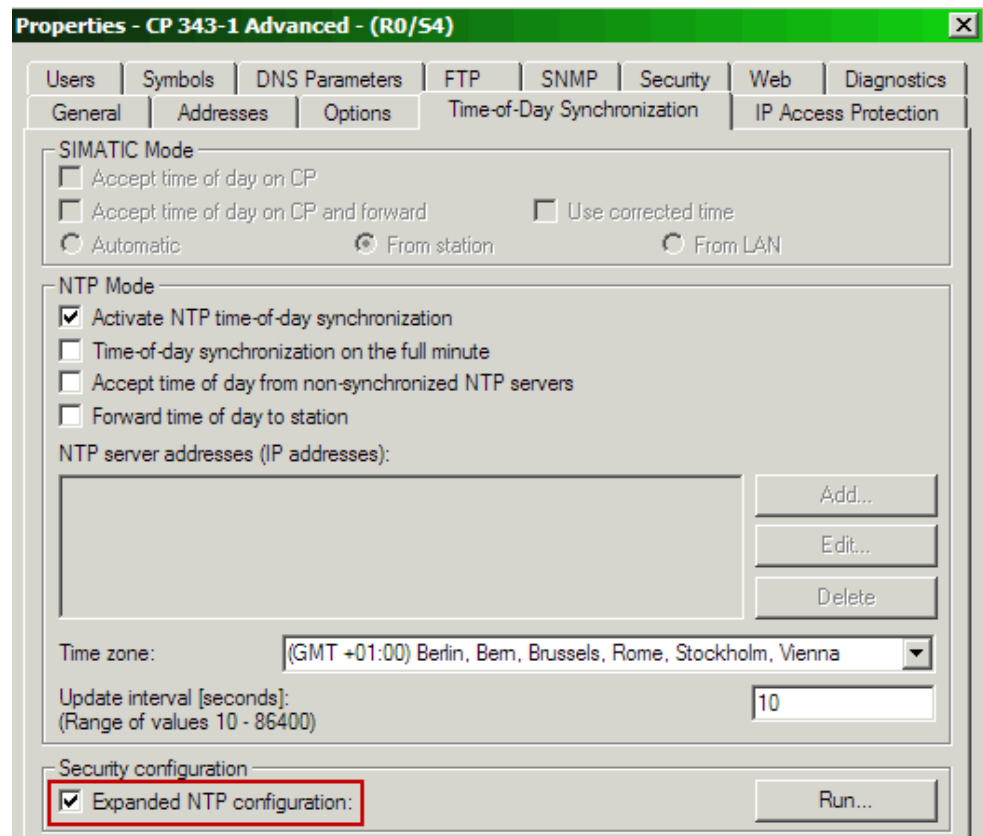 Properties - CP 343-1 Advanced - (R0/S4)
Users Symbols DNS Parameters FTP SNMP Security Web Diagnostics
General Addresses Options Time-of-Day Synchronization IP Access Protection
SIMATIC Mode
Accept time of day on CP
Accept time of day on CP and forward Use corrected time
Automatic From station From LAN
NTP Mode
Activate NTP time-of-day synchronization
Time-of-day synchronization on the full minute
Accept time of day from non-synchronized NTP servers
Forward time of day to station
NTP server addresses (IP addresses):
Add...
Edit...
Delete
Time zone: (GMT +01:00) Berlin, Bern, Brussels, Rome, Stockholm, Vienna
Update interval [seconds]: 10
(Range of values 10 - 86400)
Security configuration
Expanded NTP configuration: Run...